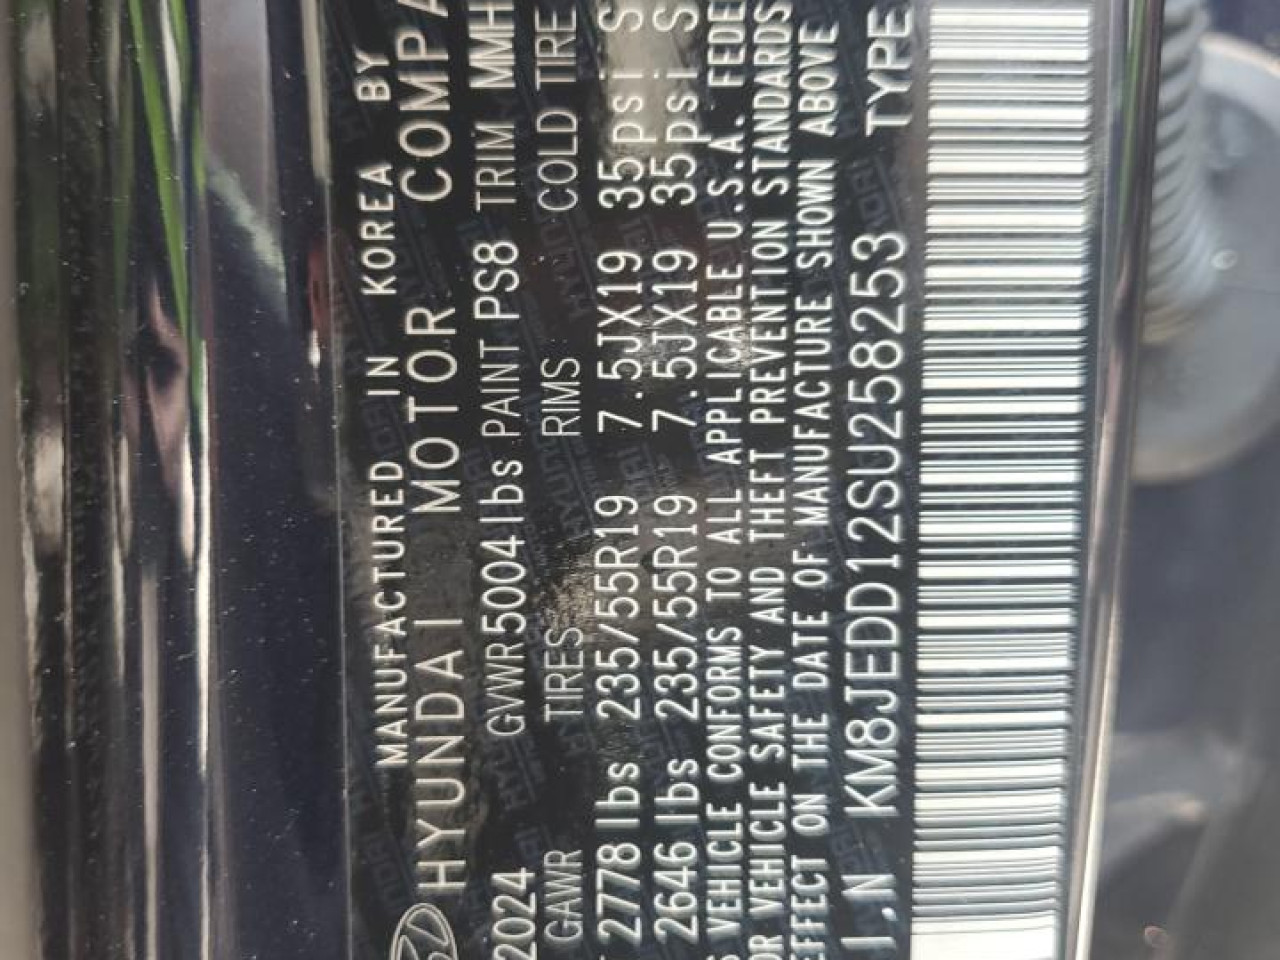 MANUFACTURED IN KOREA BY
HYUNDAI MOTOR COMPA
2024 GVWR 5004 lbs PAINT PS8 TRIM MMH
GAWR TIRES RIMS COLD TIRE
2778 lbs 235/55R19 7.5JX19 35psi S
2646 lbs 235/55R19 7.5JX19 35psi S
S VEHICLE CONFORMS TO ALL APPLICABLE U.S.A. FEDE
OR VEHICLE SAFETY AND THEFT PREVENTION STANDARDS
EFFECT ON THE DATE OF MANUFACTURE SHOWN ABOVE
I.N KM8JEDD12SU258253 TYPE